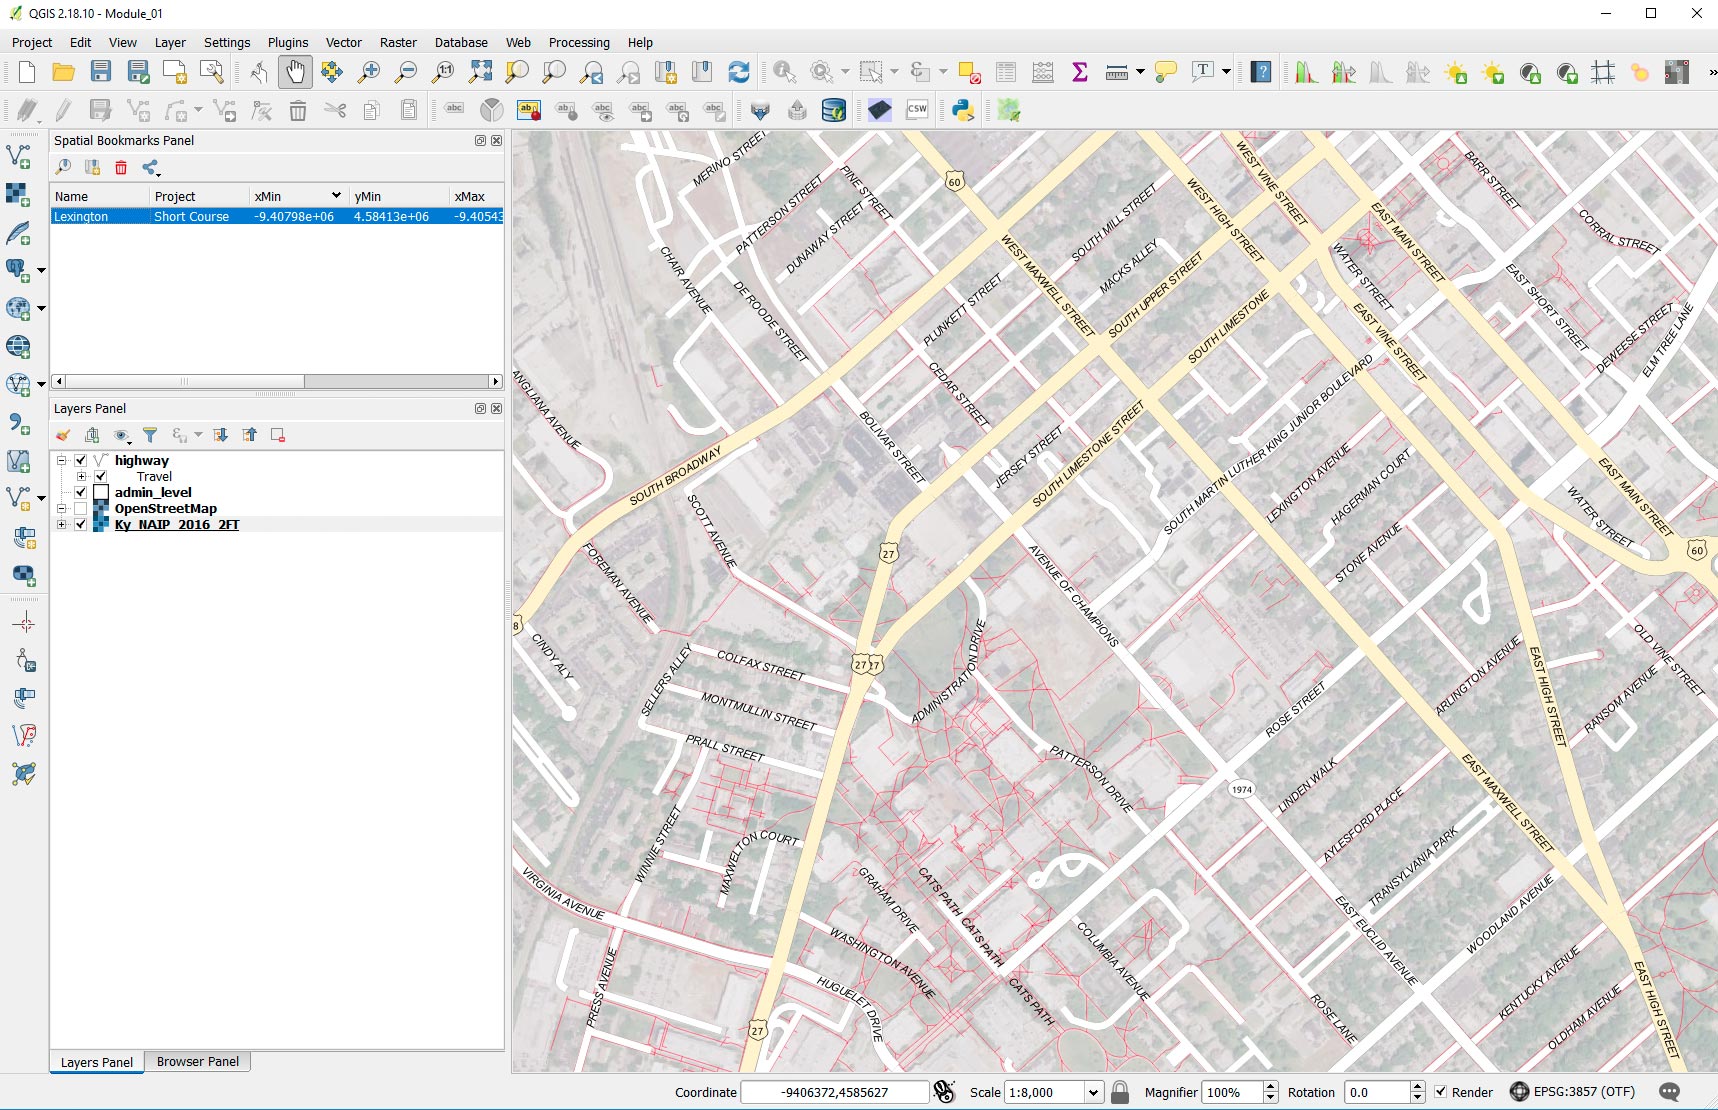 QGIS 2.18.10 - Module_01
Project Edit View Layer Settings Plugins Vector Raster Database Web Processing Help
1:1
Σ
T
?
»
abc abc ab abc abc abc abc
CSW
Spatial Bookmarks Panel
Name Project xMin yMin xMax
Lexington Short Course -9.40798e+06 4.58413e+06 -9.40543
Layers Panel
highway
Travel
admin_level
OpenStreetMap
Ky_NAIP_2016_2FT
Layers Panel Browser Panel
MERINO STREET
PATTERSON STREET
PINE STREET
DUNAWAY STREET
60
WEST VINE STREET
WEST HIGH STREET
SOUTH MILL STREET
BARR STREET
CORRAL STREET
EAST MAIN STREET
CHAIR AVENUE
DE ROODE STREET
WEST MAXWELL STREET
MACKS ALLEY
SOUTH UPPER STREET
WATER STREET
EAST SHORT STREET
PLUNKETT STREET
SOUTH LIMESTONE
EAST VINE STREET
DEWEESE STREET
ELM TREE LANE
ANGLIANA AVENUE
CEDAR STREET
BOLIVAR STREET
SOUTH BROADWAY
JERSEY STREET
SOUTH LIMESTONE STREET
SOUTH MARTIN LUTHER KING JUNIOR BOULEVARD
LEXINGTON AVENUE
HAGERMAN COURT
EAST MAIN STREET
WATER STREET
60
SCOTT AVENUE
FOREMAN AVENUE
27
AVENUE OF CHAMPIONS
STONE AVENUE
8
CINDY ALY
SELLERS ALLEY
COLFAX STREET
27
17
ADMINISTRATION DRIVE
MONTMULLIN STREET
PRALL STREET
ROSE STREET
ARLINGTON AVENUE
EAST HIGH STREET
OLD VINE STREET
RANSOM AVENUE
PATTERSON DRIVE
1974
LINDEN WALK
EAST MAXWELL STREET
AYLESFORD PLACE
TRANSYLVANIA PARK
WINNIE STREET
MAXWELTON COURT
VIRGINIA AVENUE
GRAHAM DRIVE
CATS PATH
CATS PATH
CATS PATH
WASHINGTON AVENUE
COLUMBIA AVENUE
EAST EUCLID AVENUE
WOODLAND AVENUE
PRESS AVENUE
HUGUELET DRIVE
27
ROSE LANE
KENTUCKY AVENUE
OLDHAM AVENUE
EAST HIGH STREET
Coordinate -9406372,4585627 Scale 1:8,000 Magnifier 100% Rotation 0.0 Render EPSG:3857 (OTF)